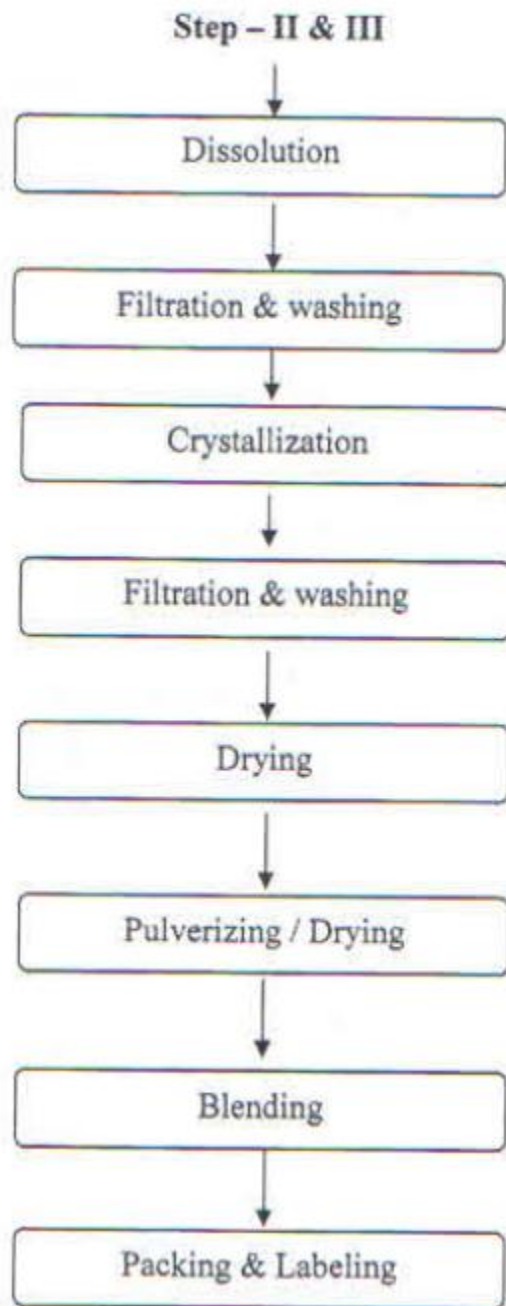 Step – II & III
Dissolution
Filtration & washing
Crystallization
Filtration & washing
Drying
Pulverizing / Drying
Blending
Packing & Labeling